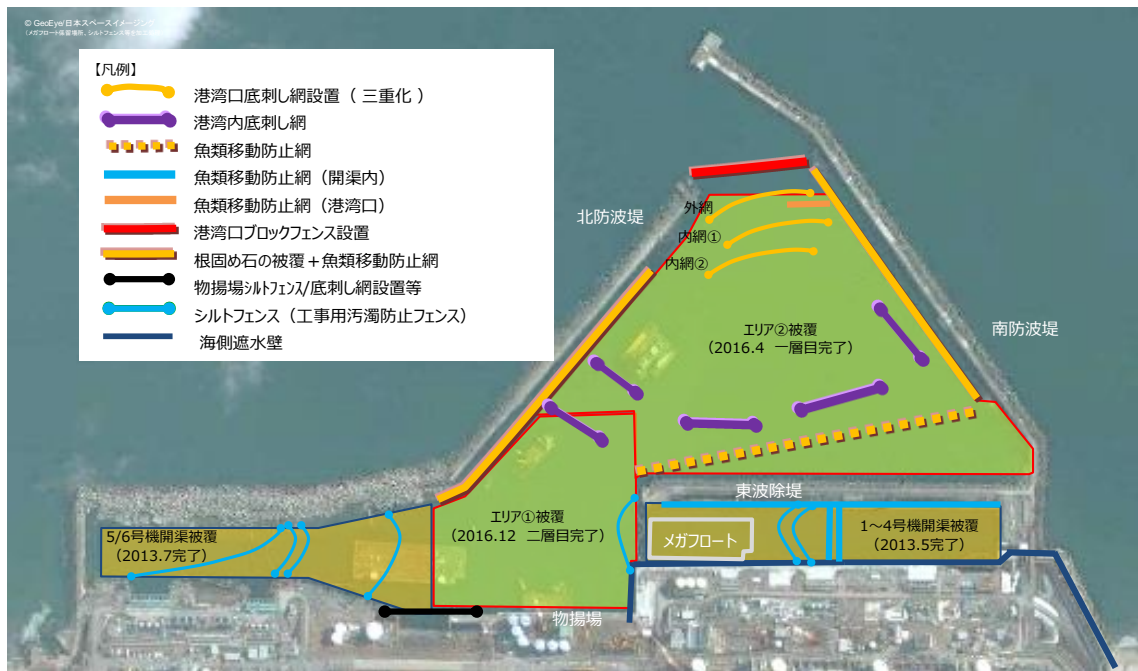 © GeoEye/日本スペースイメージング
【凡例】
港湾口底刺し網設置（ 三重化 ）
港湾内底刺し網
魚類移動防止網
魚類移動防止網（開渠内）
魚類移動防止網（港湾口）
港湾口ブロックフェンス設置
根固め石の被覆＋魚類移動防止網
物揚場シルトフェンス/底刺し網設置等
シルトフェンス（工事用汚濁防止フェンス）
海側遮水壁
北防波堤
外網
内網①
内網②
南防波堤
エリア②被覆
（2016.4 一層目完了）
東波除堤
エリア①被覆
（2016.12 二層目完了）
5/6号機開渠被覆
（2013.7完了）
メガフロート
1～4号機開渠被覆
（2013.5完了）
物揚場